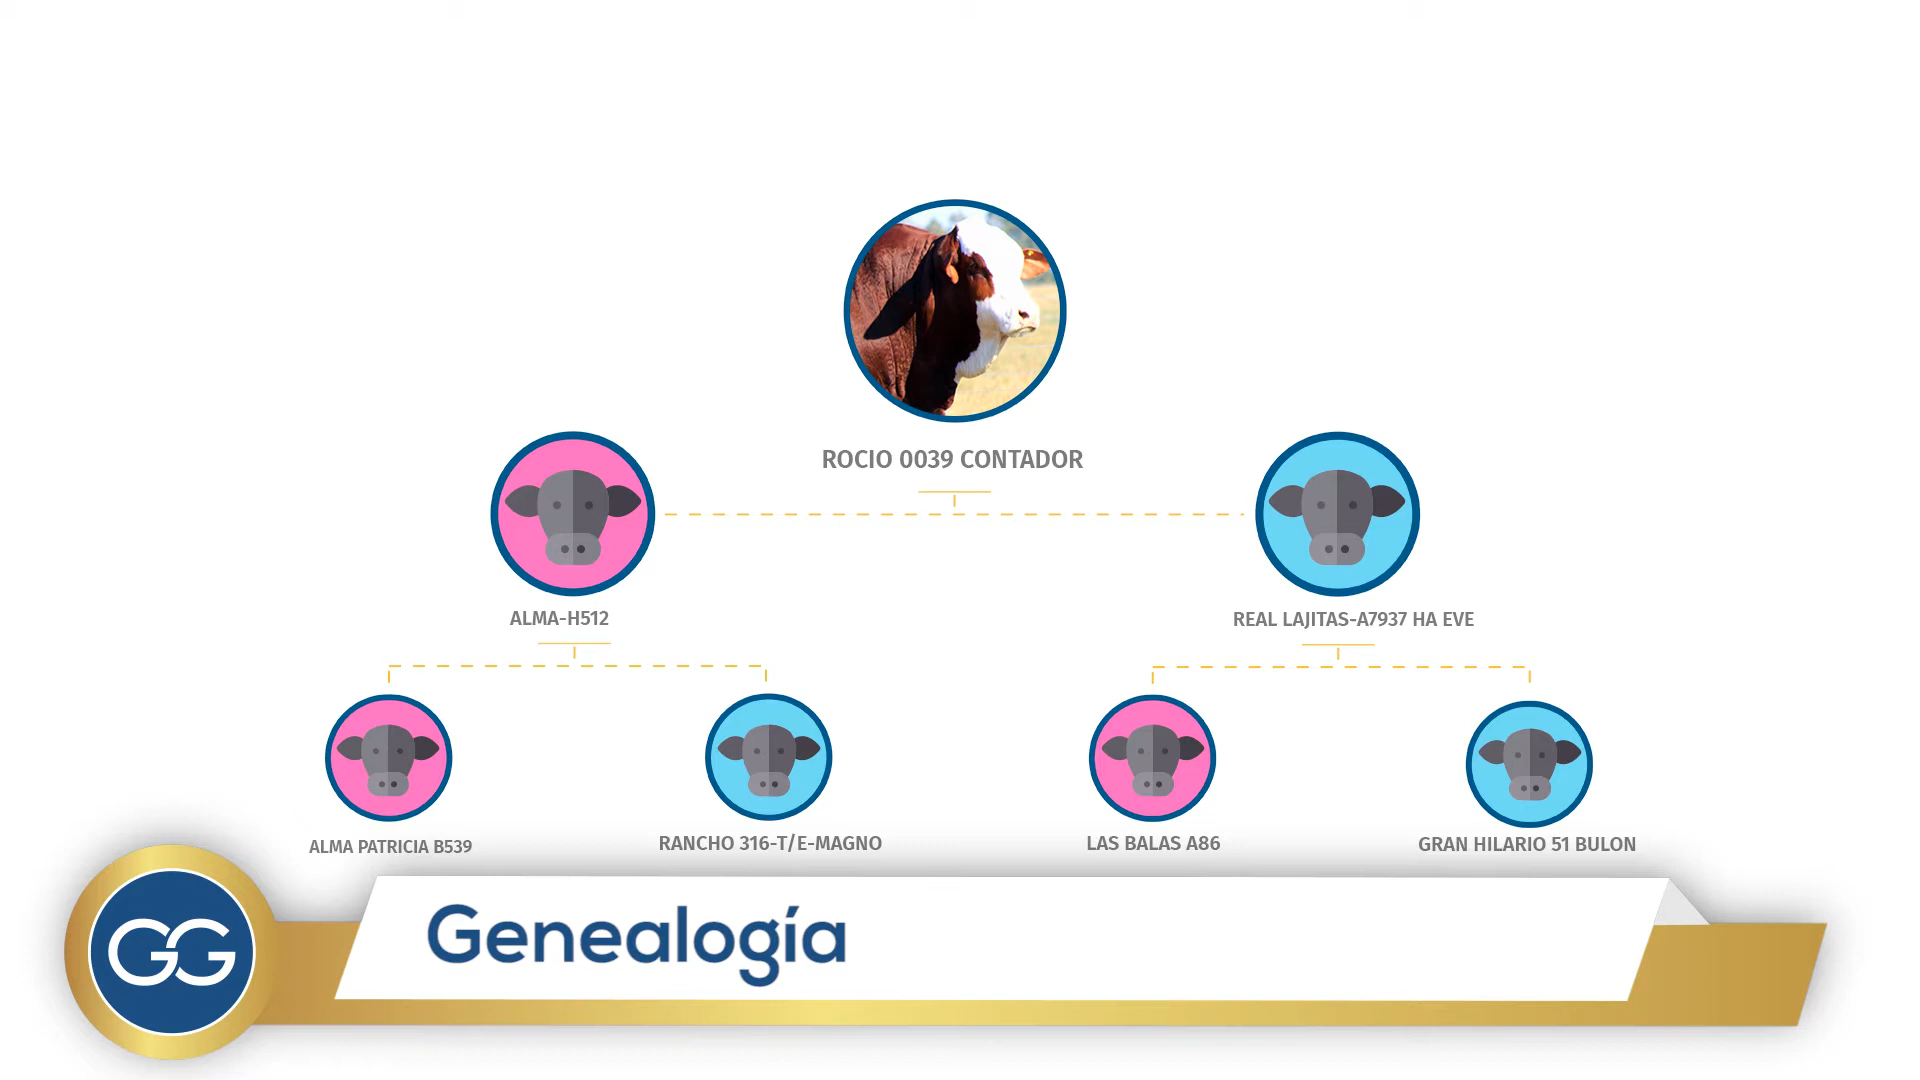 ROCIO 0039 CONTADOR
ALMA-H512
REAL LAJITAS-A7937 HA EVE
ALMA PATRICIA B539
RANCHO 316-T/E-MAGNO
LAS BALAS A86
GRAN HILARIO 51 BULON
GG
Genealogía